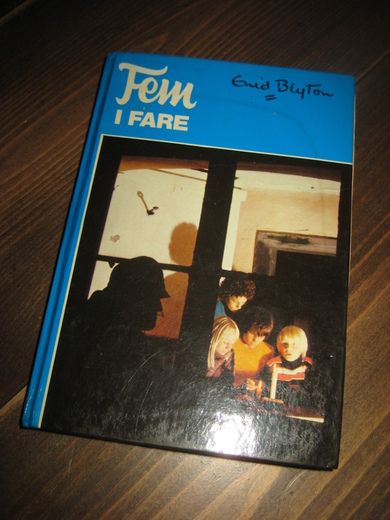 Fem
I FARE
Enid Blyton